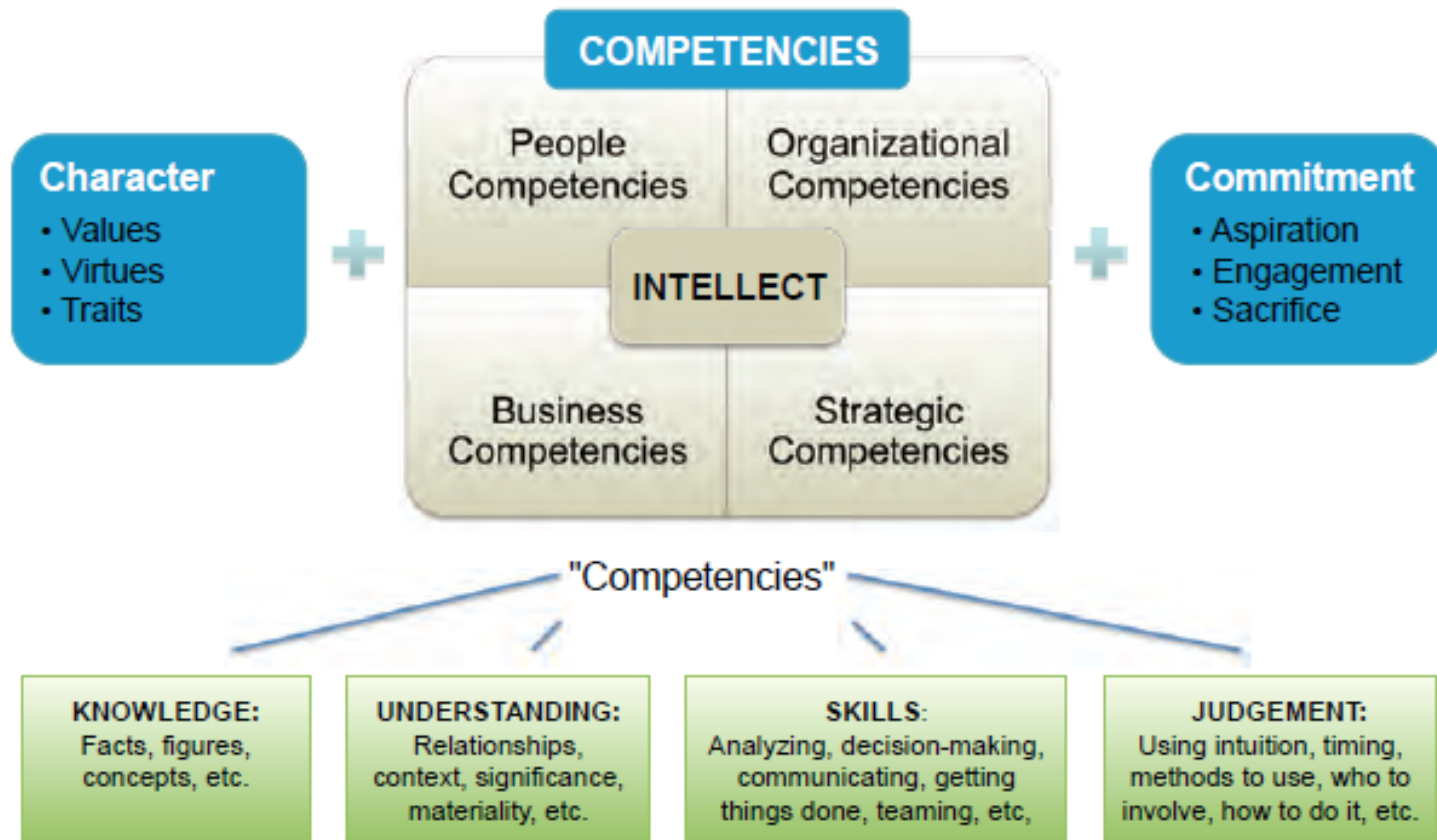 COMPETENCIES
Character
• Values
• Virtues
• Traits
People
Competencies
Organizational
Competencies
INTELLECT
Business
Competencies
Strategic
Competencies
Commitment
• Aspiration
• Engagement
• Sacrifice
"Competencies"
KNOWLEDGE:
Facts, figures,
concepts, etc.
UNDERSTANDING:
Relationships,
context, significance,
materiality, etc.
SKILLS:
Analyzing, decision-making,
communicating, getting
things done, teaming, etc,
JUDGEMENT:
Using intuition, timing,
methods to use, who to
involve, how to do it, etc.